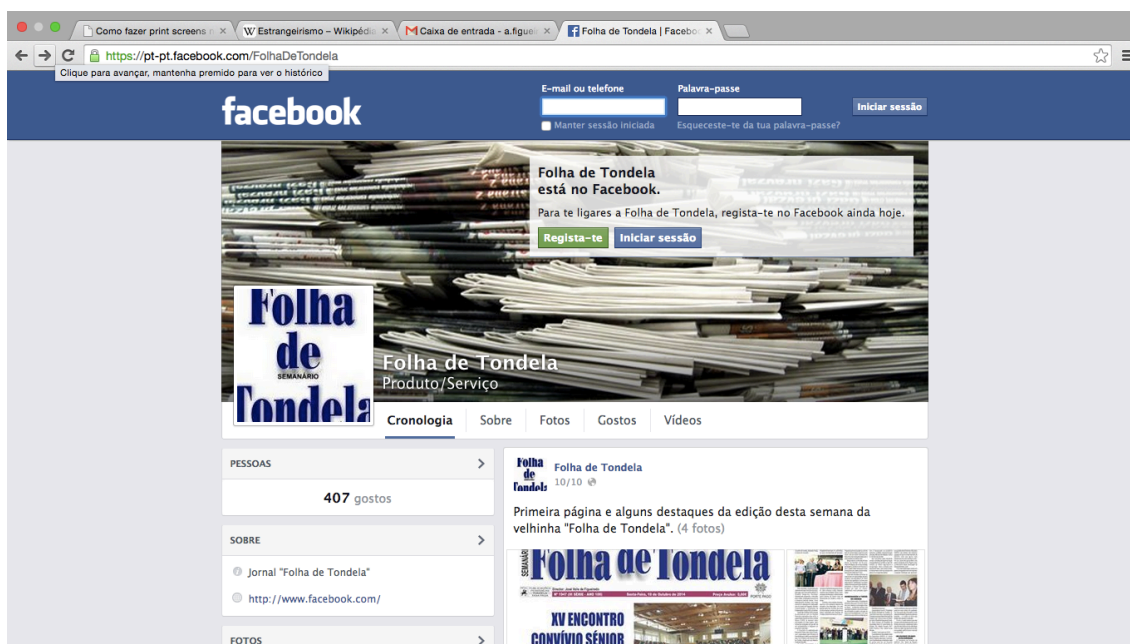 Como fazer print screens n
Estrangeirismo – Wikipédia
Caixa de entrada - a.figue
Folha de Tondela | Facebo
https://pt-pt.facebook.com/FolhaDeTondela
Clique para avançar, mantenha premido para ver o histórico
facebook
E-mail ou telefone
Palavra-passe
Iniciar sessão
Manter sessão iniciada
Esqueceste-te da tua palavra-passe?
Folha de Tondela
está no Facebook.
Para te ligares a Folha de Tondela, regista-te no Facebook ainda hoje.
Regista-te
Iniciar sessão
Folha
de
SEMANÁRIO
Tondela
Folha de Tondela
Produto/Serviço
Cronologia
Sobre
Fotos
Gostos
Vídeos
PESSOAS
407 gostos
SOBRE
Jornal "Folha de Tondela"
http://www.facebook.com/
FOTOS
Folha
de
Tondela
Folha de Tondela
10/10
Primeira página e alguns destaques da edição desta semana da
velhinha "Folha de Tondela". (4 fotos)
SEMANÁRIO
Folha de Tondela
XV ENCONTRO
CONVÍVIO SÉNIOR